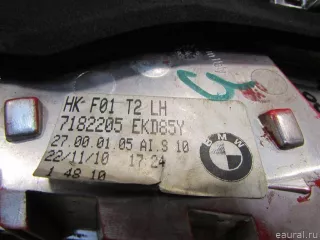 HK F01 T2 LH
7182205 EKD85Y
27.00.01.05 AI.S 10
22/11/10 17:24
1 48 10
BMW
© eaural.ru